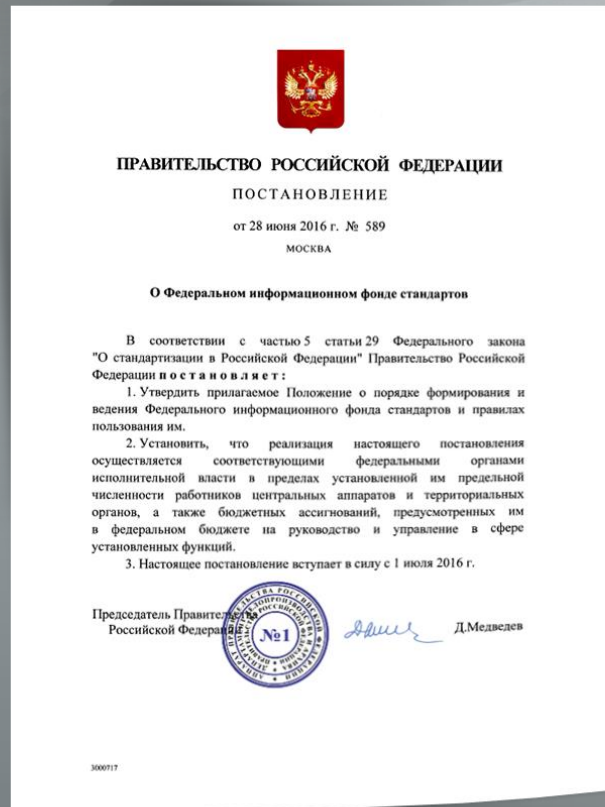 ПРАВИТЕЛЬСТВО РОССИЙСКОЙ ФЕДЕРАЦИИ
ПОСТАНОВЛЕНИЕ
от 28 июня 2016 г. № 589
МОСКВА
О Федеральном информационном фонде стандартов
В соответствии с частью 5 статьи 29 Федерального закона
"О стандартизации в Российской Федерации" Правительство Российской
Федерации постановляет:
1. Утвердить прилагаемое Положение о порядке формирования и
ведения Федерального информационного фонда стандартов и правилах
пользования им.
2. Установить, что реализация настоящего постановления
осуществляется соответствующими федеральными органами
исполнительной власти в пределах установленной им предельной
численности работников центральных аппаратов и территориальных
органов, а также бюджетных ассигнований, предусмотренных им
в федеральном бюджете на руководство и управление в сфере
установленных функций.
3. Настоящее постановление вступает в силу с 1 июля 2016 г.
Председатель Правительства
Российской Федерации
№1
Д.Медведев
3000717